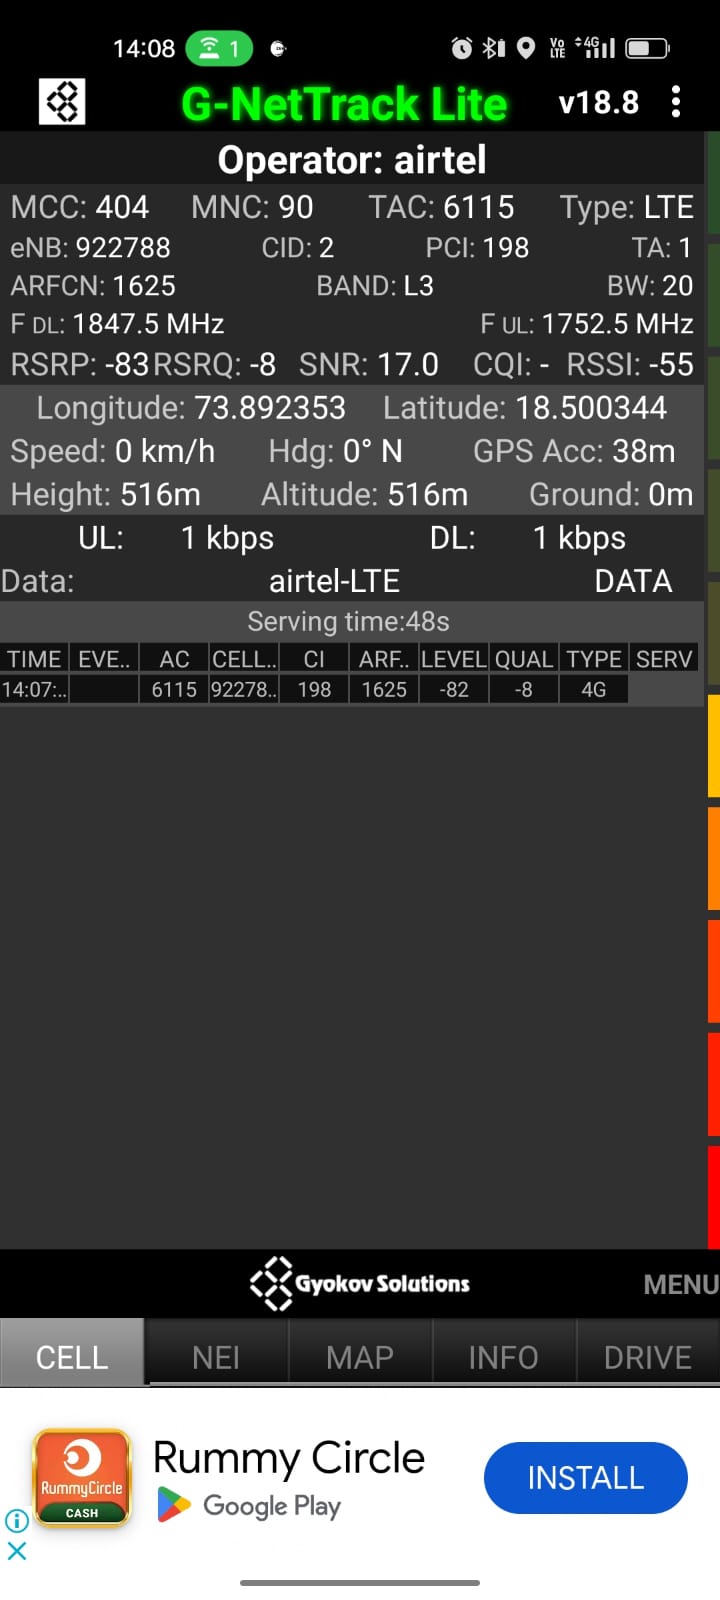 14:08 1 Vo LTE 4G
G-NetTrack Lite v18.8
Operator: airtel
MCC: 404 MNC: 90 TAC: 6115 Type: LTE
eNB: 922788 CID: 2 PCI: 198 TA: 1
ARFCN: 1625 BAND: L3 BW: 20
F DL: 1847.5 MHz F UL: 1752.5 MHz
RSRP: -83 RSRQ: -8 SNR: 17.0 CQI: - RSSI: -55
Longitude: 73.892353 Latitude: 18.500344
Speed: 0 km/h Hdg: 0° N GPS Acc: 38m
Height: 516m Altitude: 516m Ground: 0m
UL: 1 kbps DL: 1 kbps
Data: airtel-LTE DATA
Serving time:48s
TIME EVE.. AC CELL.. CI ARF.. LEVEL QUAL TYPE SERV
14:07:.. 6115 92278.. 198 1625 -82 -8 4G
Gyokov Solutions MENU
CELL NEI MAP INFO DRIVE
RummyCircle
CASH
Rummy Circle
Google Play
INSTALL